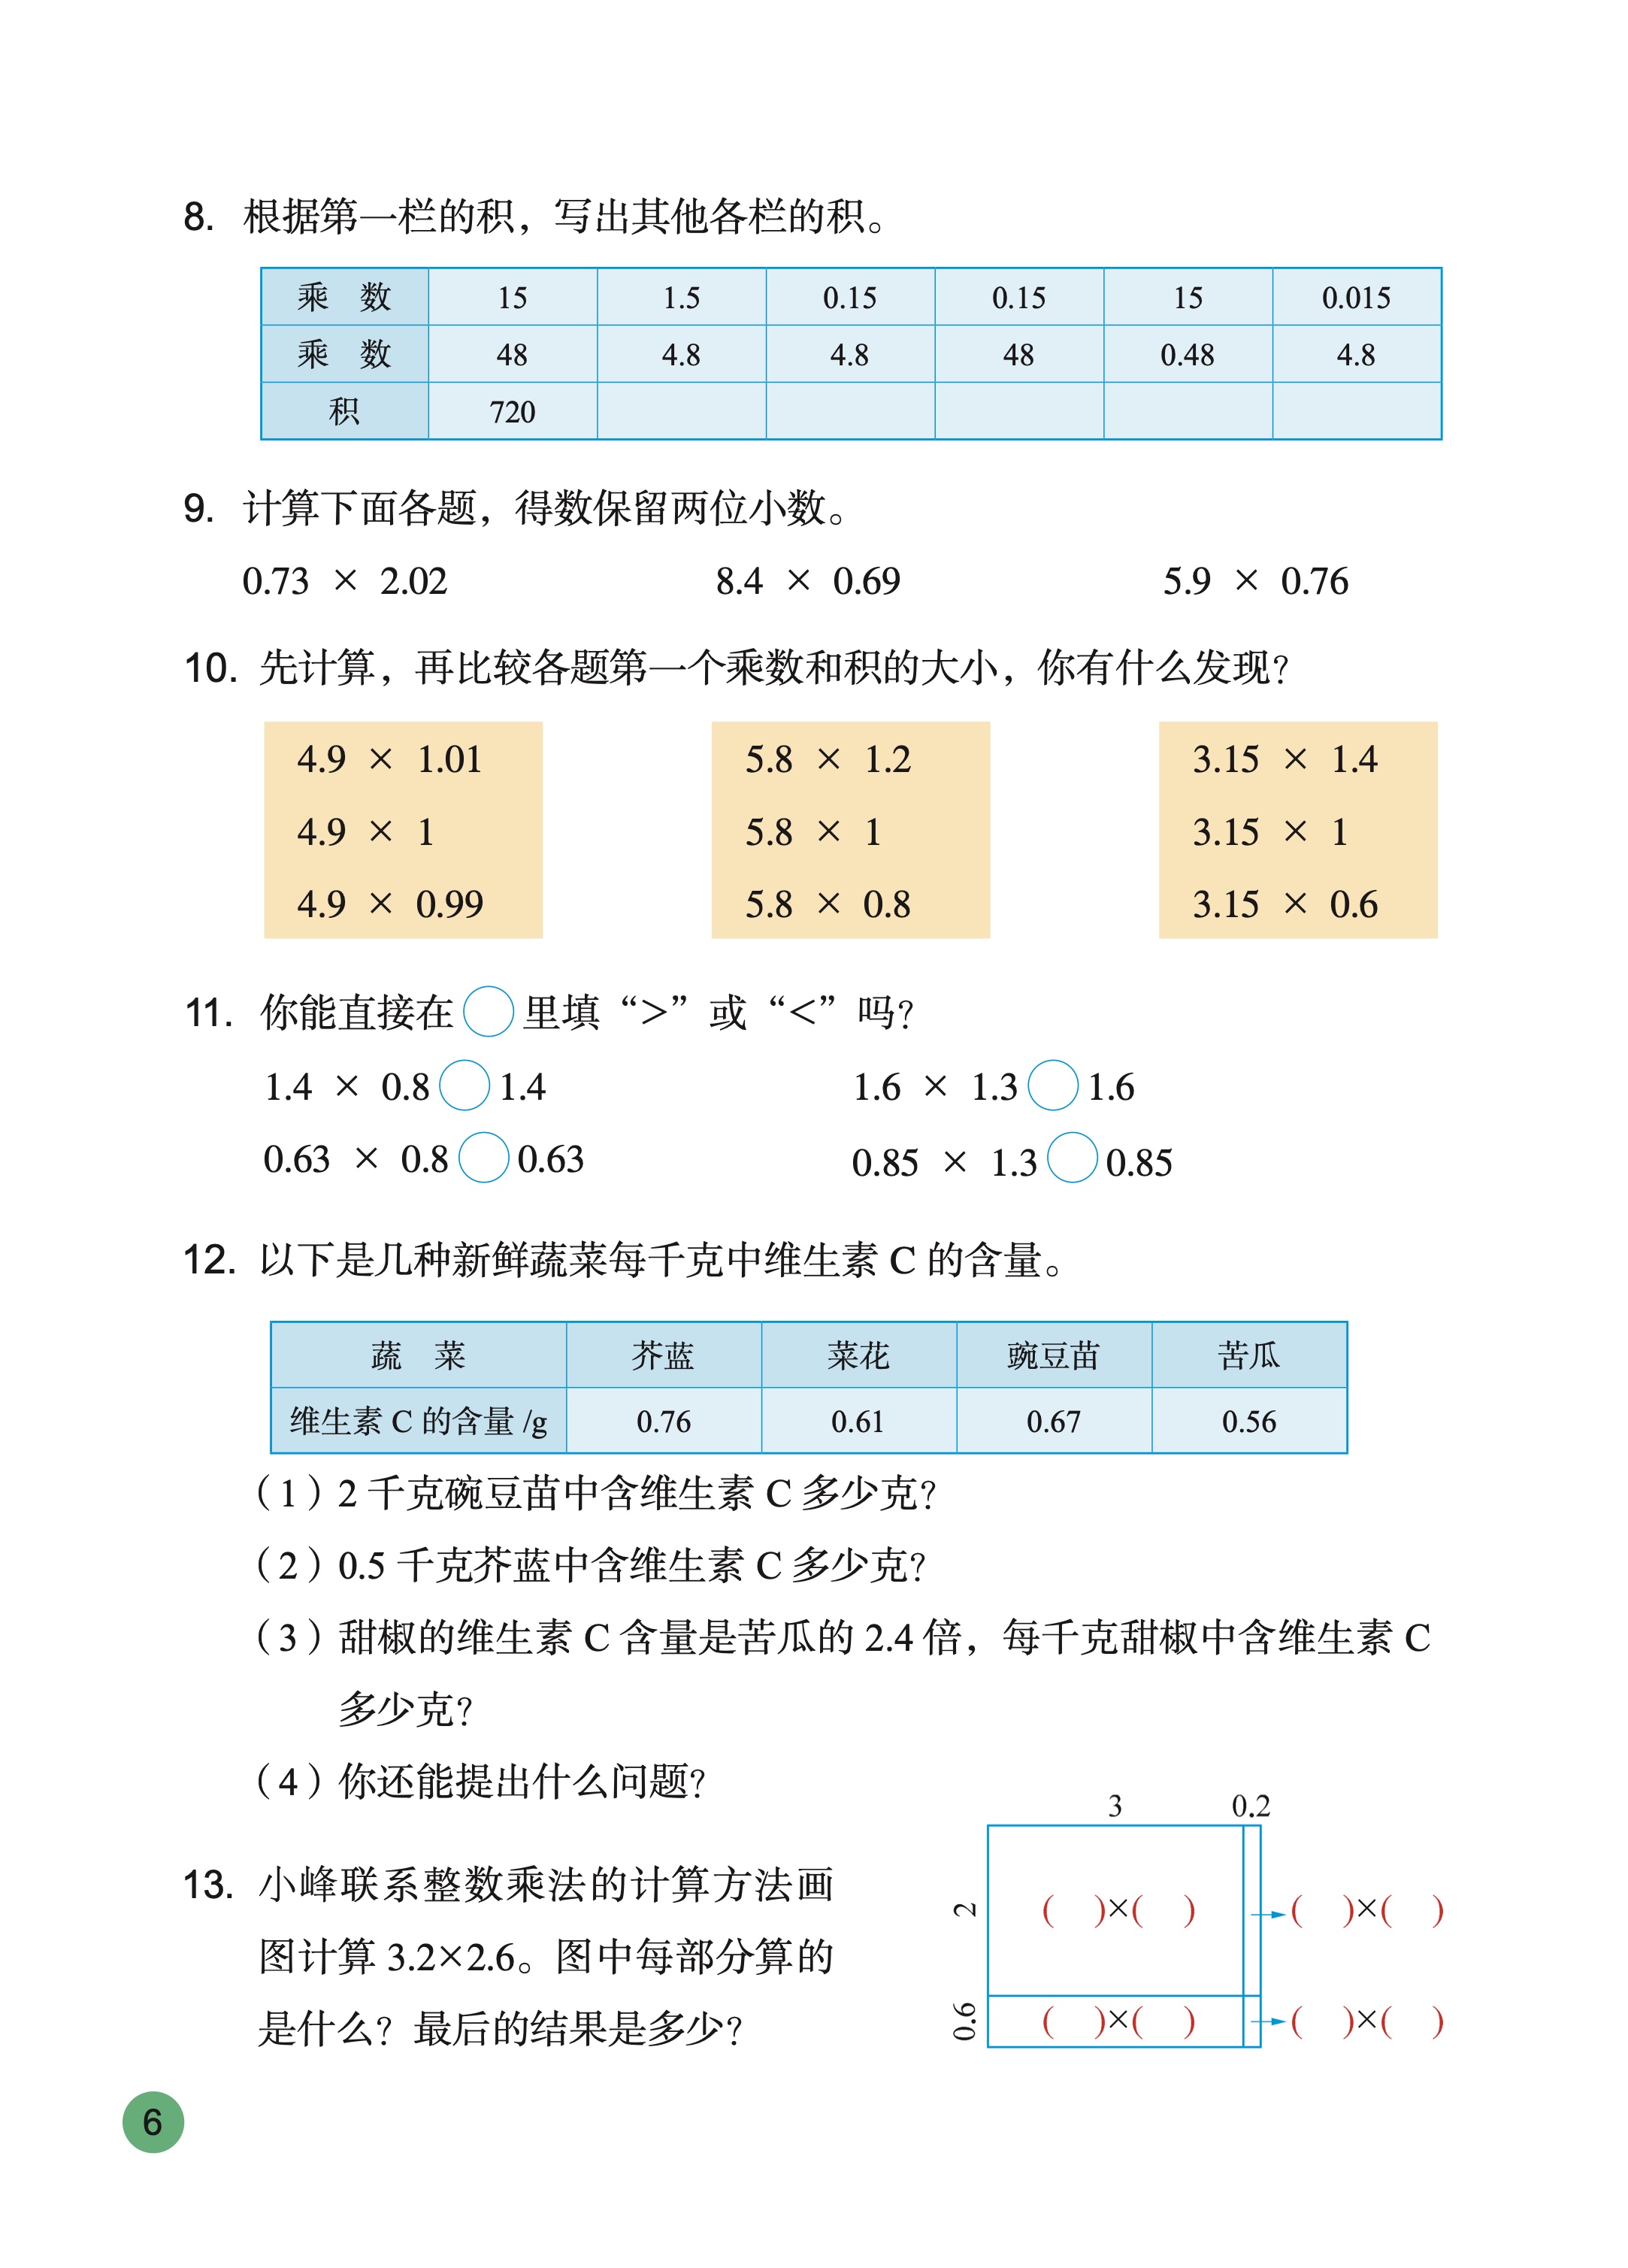 8. 根据第一栏的积，写出其他各栏的积。
乘 数 15 1.5 0.15 0.15 15 0.015
乘 数 48 4.8 4.8 48 0.48 4.8
积 720
9. 计算下面各题，得数保留两位小数。
0.73 × 2.02 8.4 × 0.69 5.9 × 0.76
10. 先计算，再比较各题第一个乘数和积的大小，你有什么发现？
4.9 × 1.01 5.8 × 1.2 3.15 × 1.4
4.9 × 1 5.8 × 1 3.15 × 1
4.9 × 0.99 5.8 × 0.8 3.15 × 0.6
11. 你能直接在○里填“＞”或“＜”吗？
1.4 × 0.8○1.4 1.6 × 1.3○1.6
0.63 × 0.8○0.63 0.85 × 1.3○0.85
12. 以下是几种新鲜蔬菜每千克中维生素 C 的含量。
蔬 菜 芥蓝 菜花 豌豆苗 苦瓜
维生素 C 的含量 /g 0.76 0.61 0.67 0.56
（1）2 千克碗豆苗中含维生素 C 多少克？
（2）0.5 千克芥蓝中含维生素 C 多少克？
（3）甜椒的维生素 C 含量是苦瓜的 2.4 倍，每千克甜椒中含维生素 C
多少克？
（4）你还能提出什么问题？
13. 小峰联系整数乘法的计算方法画
图计算 3.2×2.6。图中每部分算的
是什么？最后的结果是多少？
3 0.2
2 ( )×( ) ( )×( )
0.6 ( )×( ) ( )×( )
6